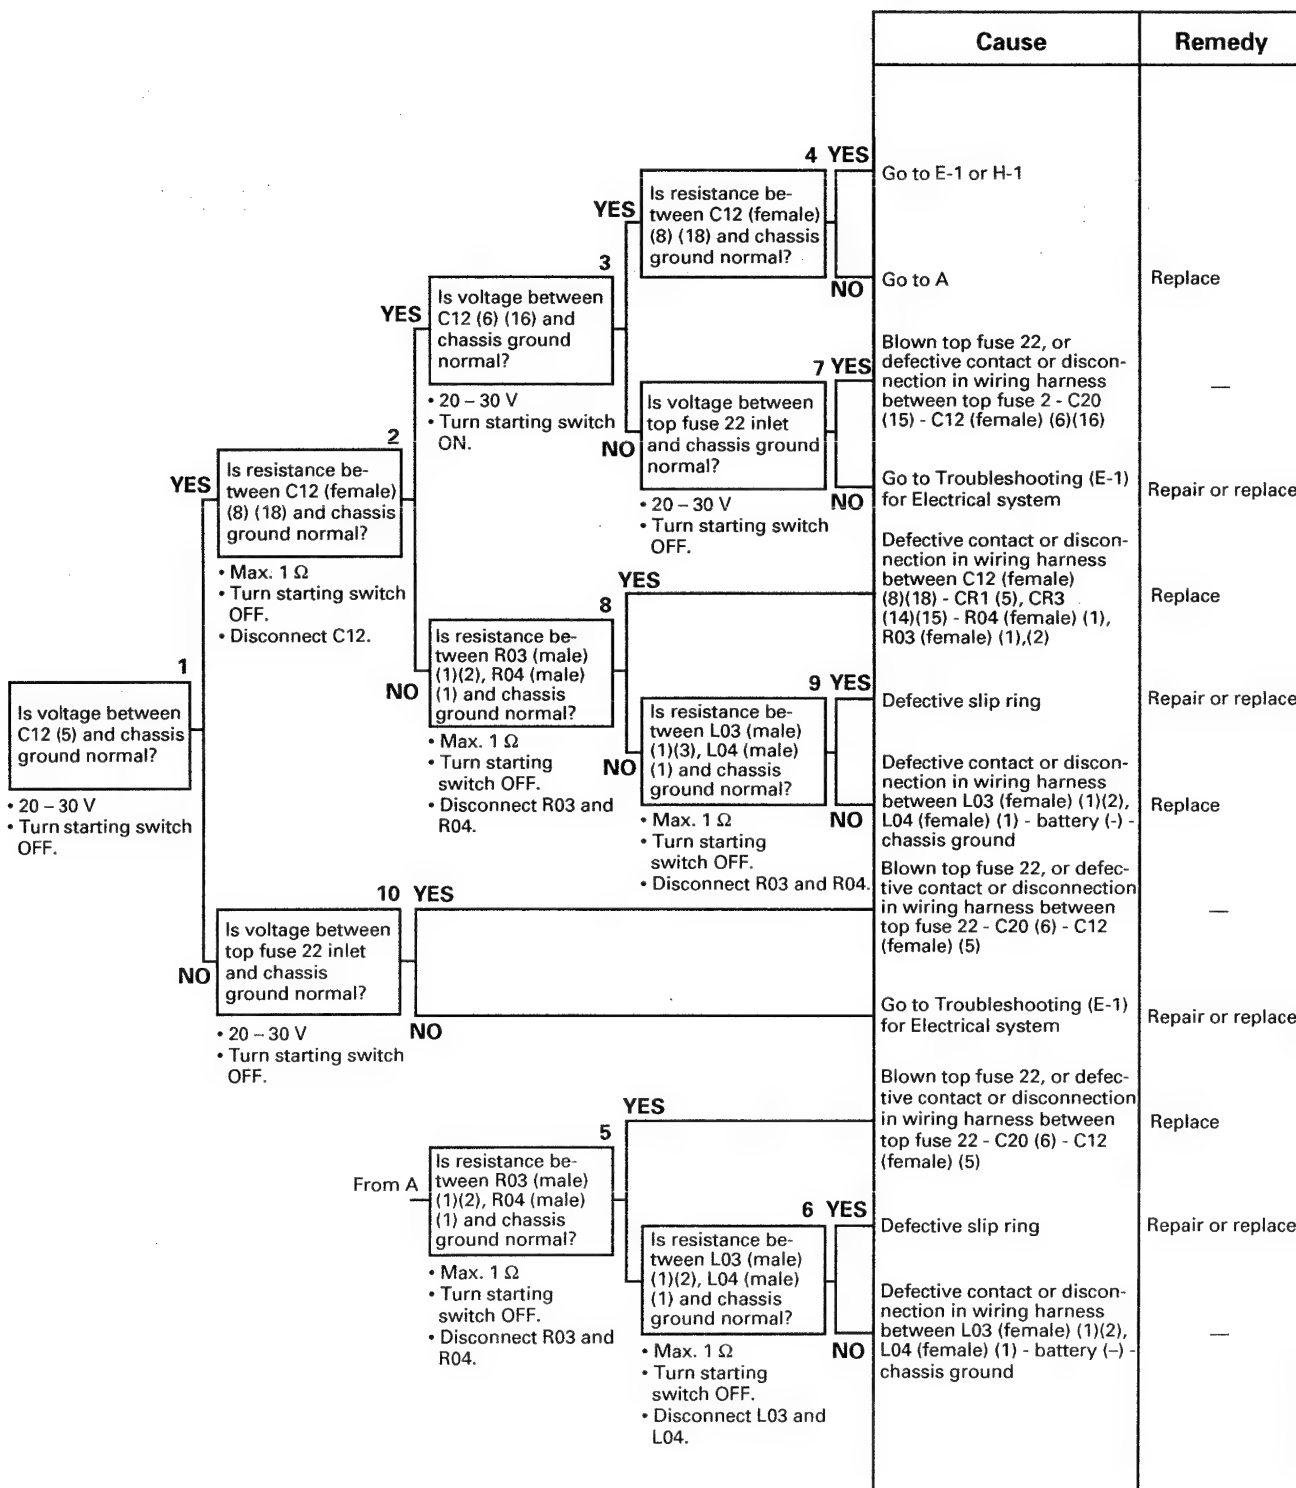 Cause
Remedy
4 YES
Is resistance be-
tween C12 (female)
(8) (18) and chassis
ground normal?
Go to E-1 or H-1
YES
3
NO
Go to A
Replace
Is voltage between
C12 (6) (16) and
chassis ground
normal?
YES
• 20 – 30 V
• Turn starting switch
ON.
7 YES
Is voltage between
top fuse 22 inlet
and chassis ground
normal?
NO
• 20 – 30 V
• Turn starting switch
OFF.
Blown top fuse 22, or
defective contact or discon-
nection in wiring harness
between top fuse 2 - C20
(15) - C12 (female) (6)(16)
—
NO
Go to Troubleshooting (E-1)
for Electrical system
Repair or replace
2
YES
Is resistance be-
tween C12 (female)
(8) (18) and chassis
ground normal?
• Max. 1 Ω
• Turn starting switch
OFF.
• Disconnect C12.
8
YES
Defective contact or discon-
nection in wiring harness
between C12 (female)
(8)(18) - CR1 (5), CR3
(14)(15) - R04 (female) (1),
R03 (female) (1),(2)
Replace
NO
Is resistance be-
tween R03 (male)
(1)(2), R04 (male)
(1) and chassis
ground normal?
• Max. 1 Ω
• Turn starting
switch OFF.
• Disconnect R03 and
R04.
9 YES
Defective slip ring
Repair or replace
NO
Is resistance be-
tween L03 (male)
(1)(3), L04 (male)
(1) and chassis
ground normal?
• Max. 1 Ω
• Turn starting
switch OFF.
• Disconnect R03 and R04.
NO
Defective contact or discon-
nection in wiring harness
between L03 (female) (1)(2),
L04 (female) (1) - battery (-) -
chassis ground
Replace
1
Is voltage between
C12 (5) and chassis
ground normal?
• 20 – 30 V
• Turn starting switch
OFF.
10 YES
Blown top fuse 22, or defec-
tive contact or disconnection
in wiring harness between
top fuse 22 - C20 (6) - C12
(female) (5)
—
NO
Is voltage between
top fuse 22 inlet
and chassis
ground normal?
• 20 – 30 V
• Turn starting switch
OFF.
NO
Go to Troubleshooting (E-1)
for Electrical system
Repair or replace
5
YES
Blown top fuse 22, or defec-
tive contact or disconnection
in wiring harness between
top fuse 22 - C20 (6) - C12
(female) (5)
Replace
From A
Is resistance be-
tween R03 (male)
(1)(2), R04 (male)
(1) and chassis
ground normal?
• Max. 1 Ω
• Turn starting
switch OFF.
• Disconnect R03 and
R04.
6 YES
Defective slip ring
Repair or replace
Is resistance be-
tween L03 (male)
(1)(2), L04 (male)
(1) and chassis
ground normal?
• Max. 1 Ω
• Turn starting
switch OFF.
• Disconnect L03 and
L04.
NO
Defective contact or discon-
nection in wiring harness
between L03 (female) (1)(2),
L04 (female) (1) - battery (–) -
chassis ground
—